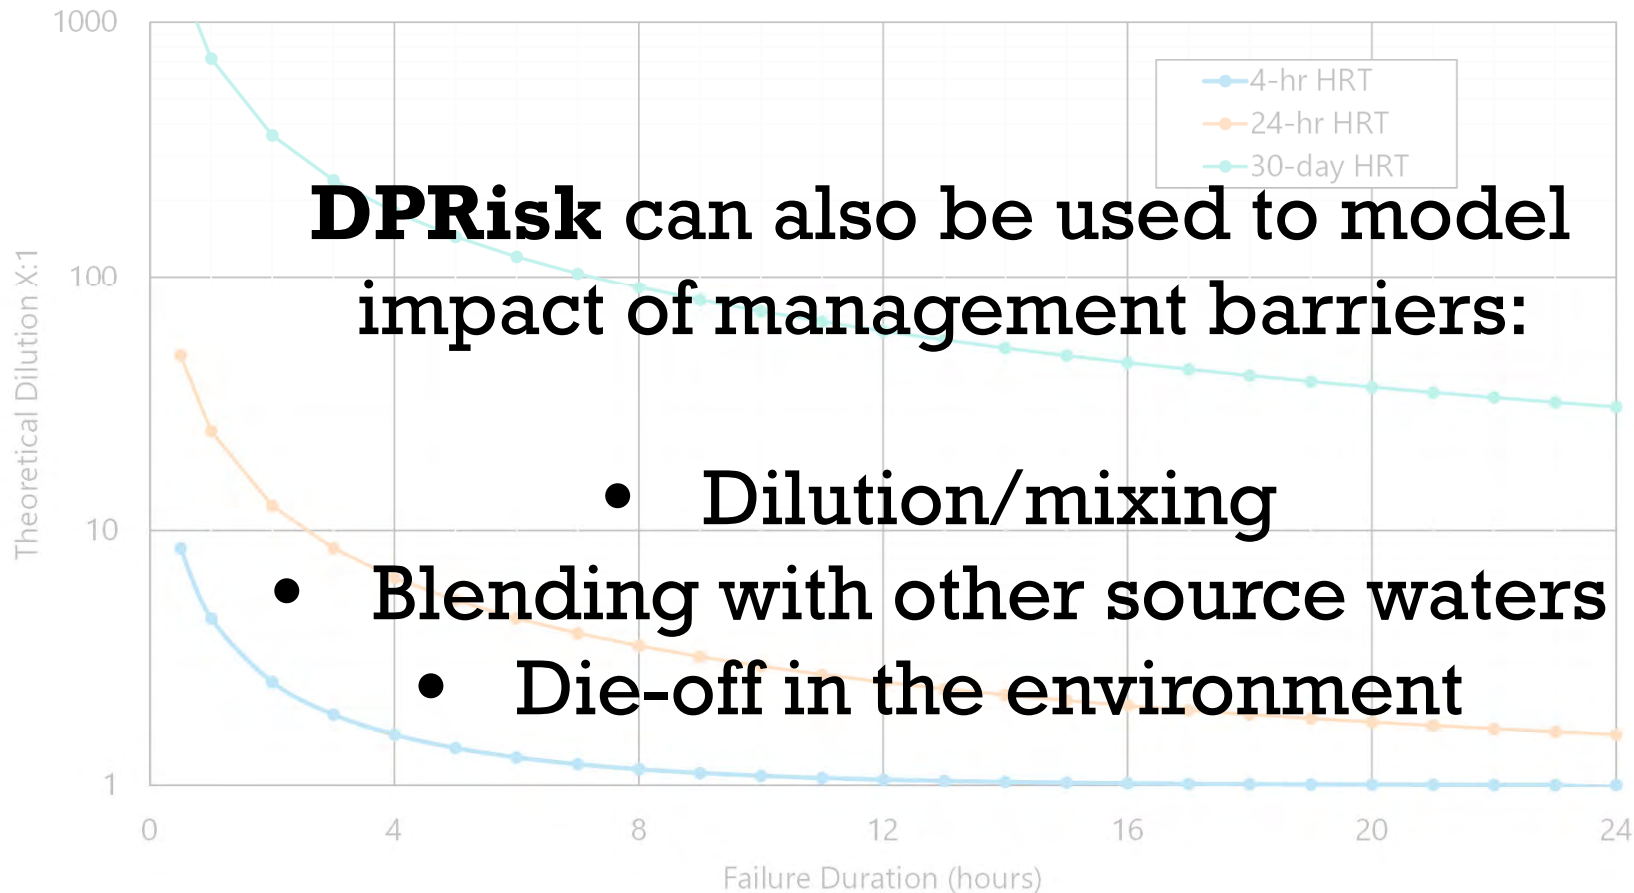 1000
4-hr HRT
24-hr HRT
30-day HRT
DPRisk can also be used to model
impact of management barriers:
100
Theoretical Dilution X:1
• Dilution/mixing
10
• Blending with other source waters
• Die-off in the environment
1
0 4 8 12 16 20 24
Failure Duration (hours)